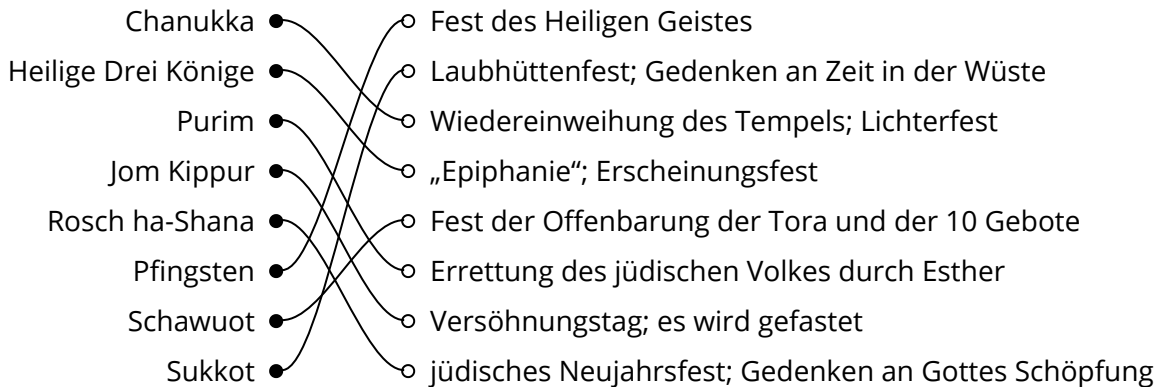 Chanukka Fest des Heiligen Geistes
Heilige Drei Könige Laubhüttenfest; Gedenken an Zeit in der Wüste
Purim Wiedereinweihung des Tempels; Lichterfest
Jom Kippur „Epiphanie“; Erscheinungsfest
Rosch ha-Shana Fest der Offenbarung der Tora und der 10 Gebote
Pfingsten Errettung des jüdischen Volkes durch Esther
Schawuot Versöhnungstag; es wird gefastet
Sukkot jüdisches Neujahrsfest; Gedenken an Gottes Schöpfung